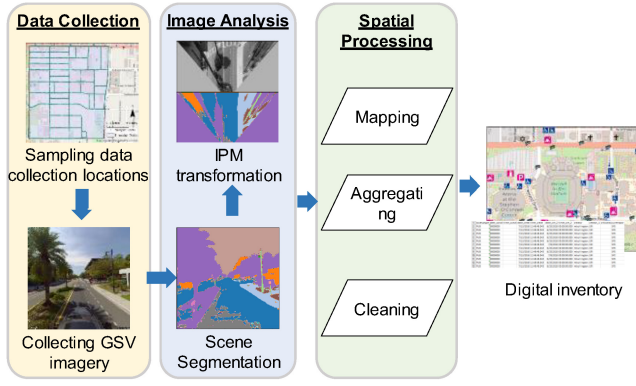 Data Collection
Sampling data
collection locations
Collecting GSV
imagery
Image Analysis
IPM
transformation
Scene
Segmentation
Spatial
Processing
Mapping
Aggregati
ng
Cleaning
Digital inventory